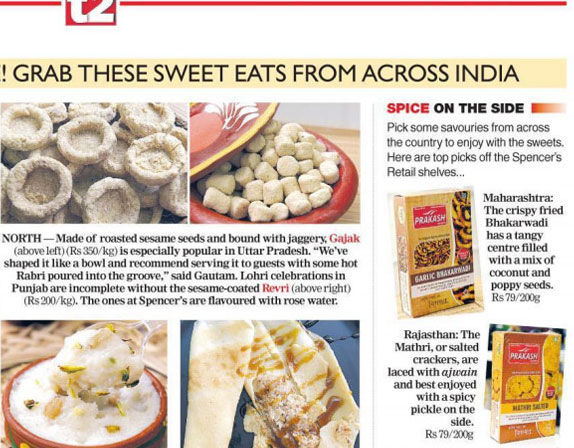 t2
! GRAB THESE SWEET EATS FROM ACROSS INDIA
NORTH — Made of roasted sesame seeds and bound with jaggery, Gajak
(above left) (Rs 350/kg) is especially popular in Uttar Pradesh. “We’ve
shaped it like a bowl and recommend serving it to guests with some hot
Rabri poured into the groove,” said Gautam. Lohri celebrations in
Punjab are incomplete without the sesame-coated Revri (above right)
(Rs 200/kg). The ones at Spencer’s are flavoured with rose water.
SPICE ON THE SIDE
Pick some savouries from across
the country to enjoy with the sweets.
Here are top picks off the Spencer’s
Retail shelves...
PRAKASH
GARLIC BHAKARWADI
Maharashtra:
The crispy fried
Bhakarwadi
has a tangy
centre filled
with a mix of
coconut and
poppy seeds.
Rs 79/200g
Rajasthan: The
Mathri, or salted
crackers, are
laced with ajwain
and best enjoyed
with a spicy
pickle on the
side.
Rs 79/200g
PRAKASH
MATHRI SALTED